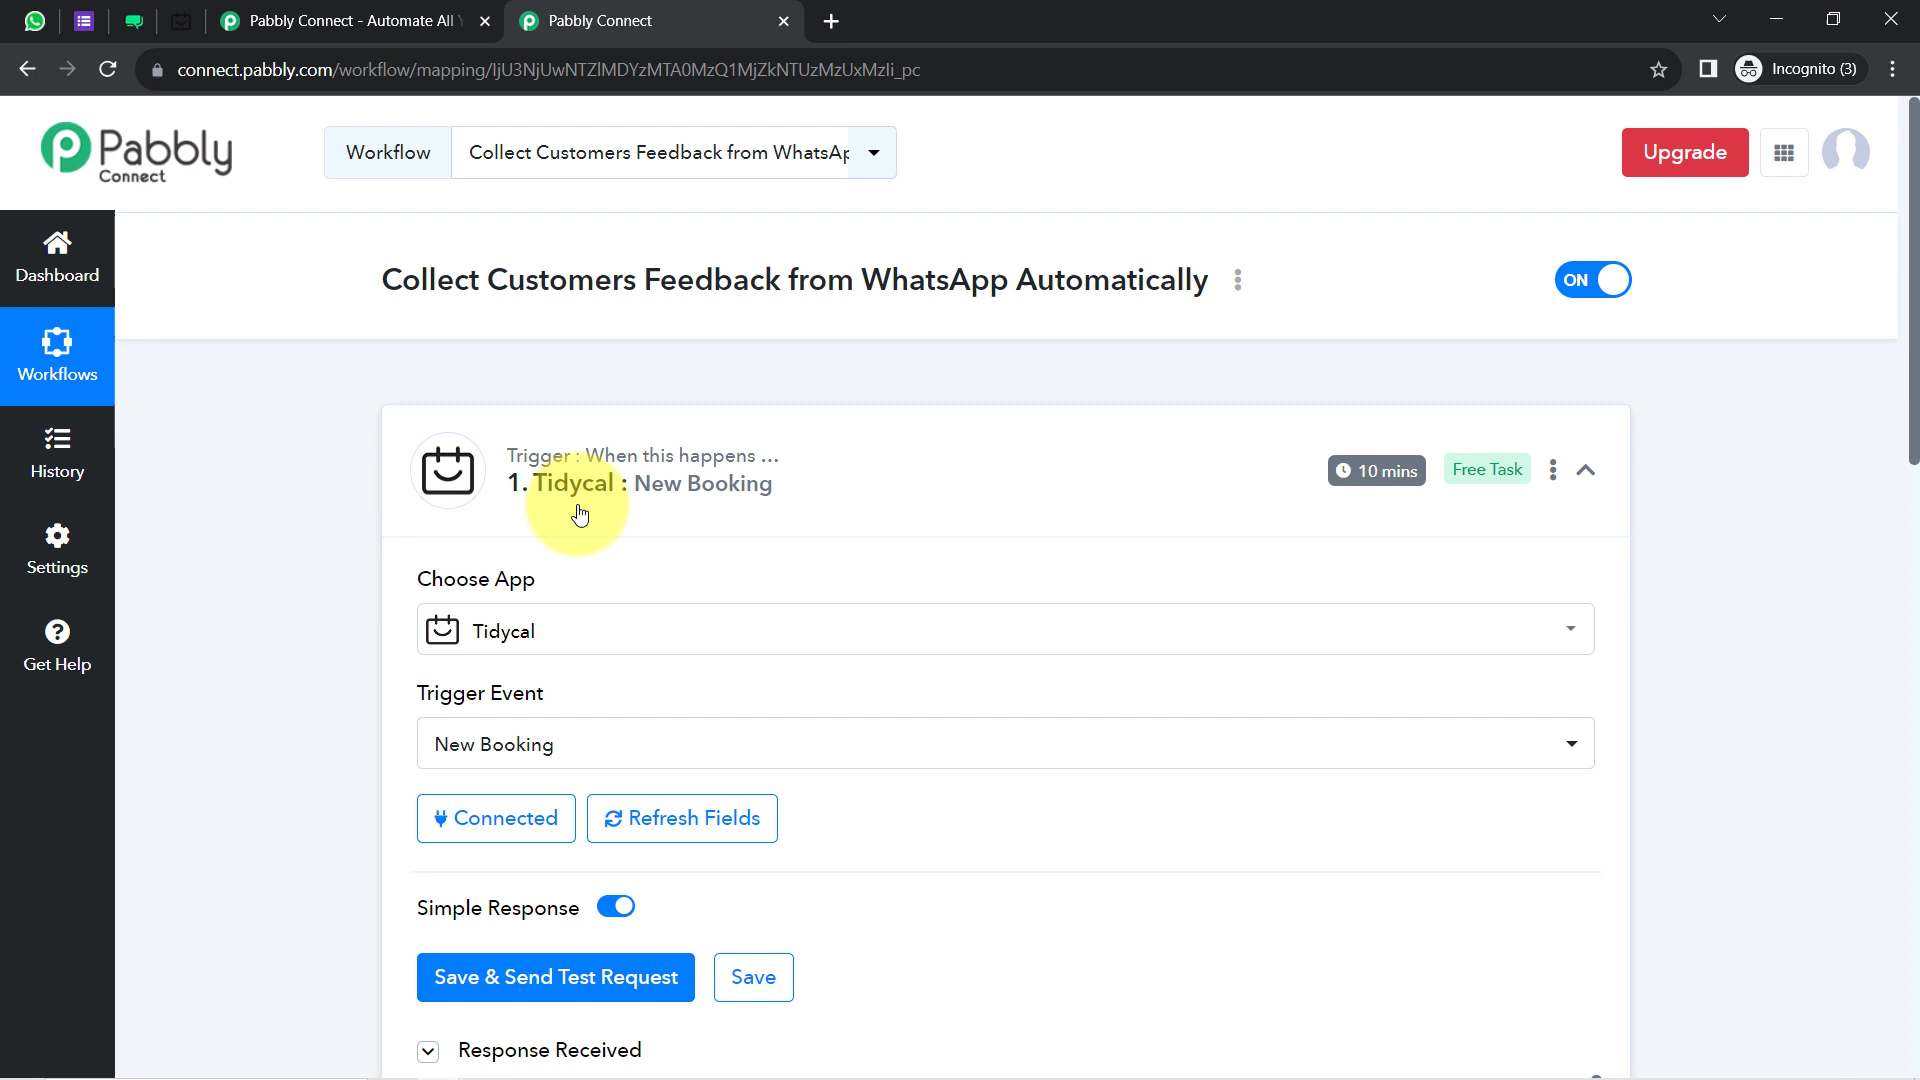 Pabbly Connect - Automate All
Pabbly Connect
connect.pabbly.com/workflow/mapping/IjU3NjUwNTZlMDYzMTA0MzQ1MjZkNTUzMzUxMzIi_pc
Incognito (3)
Pabbly
Connect
Workflow
Collect Customers Feedback from WhatsAp
Upgrade
Dashboard
Workflows
History
Settings
Get Help
Collect Customers Feedback from WhatsApp Automatically
ON
Trigger : When this happens ...
1. Tidycal : New Booking
10 mins
Free Task
Choose App
Tidycal
Trigger Event
New Booking
Connected
Refresh Fields
Simple Response
Save & Send Test Request
Save
Response Received